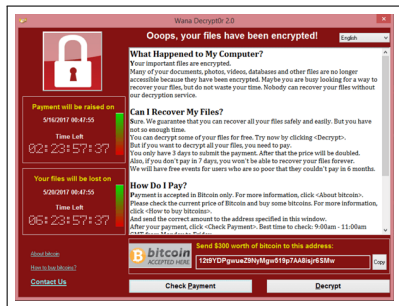 Wana Decrypt0r 2.0
Ooops, your files have been encrypted!
English
What Happened to My Computer?
Your important files are encrypted.
Many of your documents, photos, videos, databases and other files are no longer
accessible because they have been encrypted. Maybe you are busy looking for a way to
recover your files, but do not waste your time. Nobody can recover your files without
our decryption service.
Can I Recover My Files?
Sure. We guarantee that you can recover all your files safely and easily. But you have
not so enough time.
You can decrypt some of your files for free. Try now by clicking <Decrypt>.
But if you want to decrypt all your files, you need to pay.
You only have 3 days to submit the payment. After that the price will be doubled.
Also, if you don't pay in 7 days, you won't be able to recover your files forever.
We will have free events for users who are so poor that they couldn't pay in 6 months.
How Do I Pay?
Payment is accepted in Bitcoin only. For more information, click <About bitcoin>.
Please check the current price of Bitcoin and buy some bitcoins. For more information,
click <How to buy bitcoins>.
And send the correct amount to the address specified in this window.
After your payment, click <Check Payment>. Best time to check: 9:00am - 11:00am
GMT from Monday to Friday.
Payment will be raised on
5/16/2017 00:47:55
Time Left
02:23:57:37
Your files will be lost on
5/20/2017 00:47:55
Time Left
06:23:57:37
About bitcoin
How to buy bitcoins?
Contact Us
bitcoin
ACCEPTED HERE
Send $300 worth of bitcoin to this address:
Copy
Check Payment
Decrypt